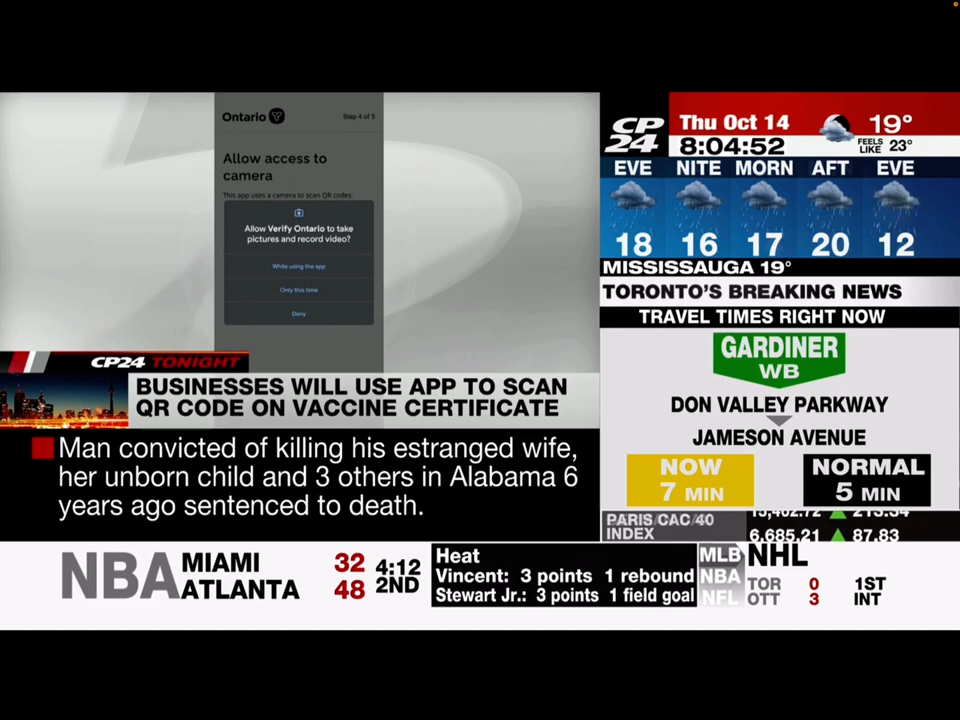 Ontario
Step 4 of 5
Allow access to
camera
This app uses a camera to scan QR codes.
Allow Verify Ontario to take
pictures and record video?
While using the app
Only this time
Deny
CP24 TONIGHT
BUSINESSES WILL USE APP TO SCAN
QR CODE ON VACCINE CERTIFICATE
Man convicted of killing his estranged wife,
her unborn child and 3 others in Alabama 6
years ago sentenced to death.
CP
24
Thu Oct 14
8:04:52
19°
FEELS
LIKE 23°
EVE NITE MORN AFT EVE
18 16 17 20 12
MISSISSAUGA 19°
TORONTO'S BREAKING NEWS
TRAVEL TIMES RIGHT NOW
GARDINER
WB
DON VALLEY PARKWAY
JAMESON AVENUE
NOW
7 MIN
NORMAL
5 MIN
PARIS/CAC/40
INDEX
15,462.72 213.34
6,685.21 87.83
NBA
MIAMI 32
ATLANTA 48
4:12
2ND
Heat
Vincent: 3 points 1 rebound
Stewart Jr.: 3 points 1 field goal
MLB
NBA
NFL
NHL
TOR 0 1ST
OTT 3 INT